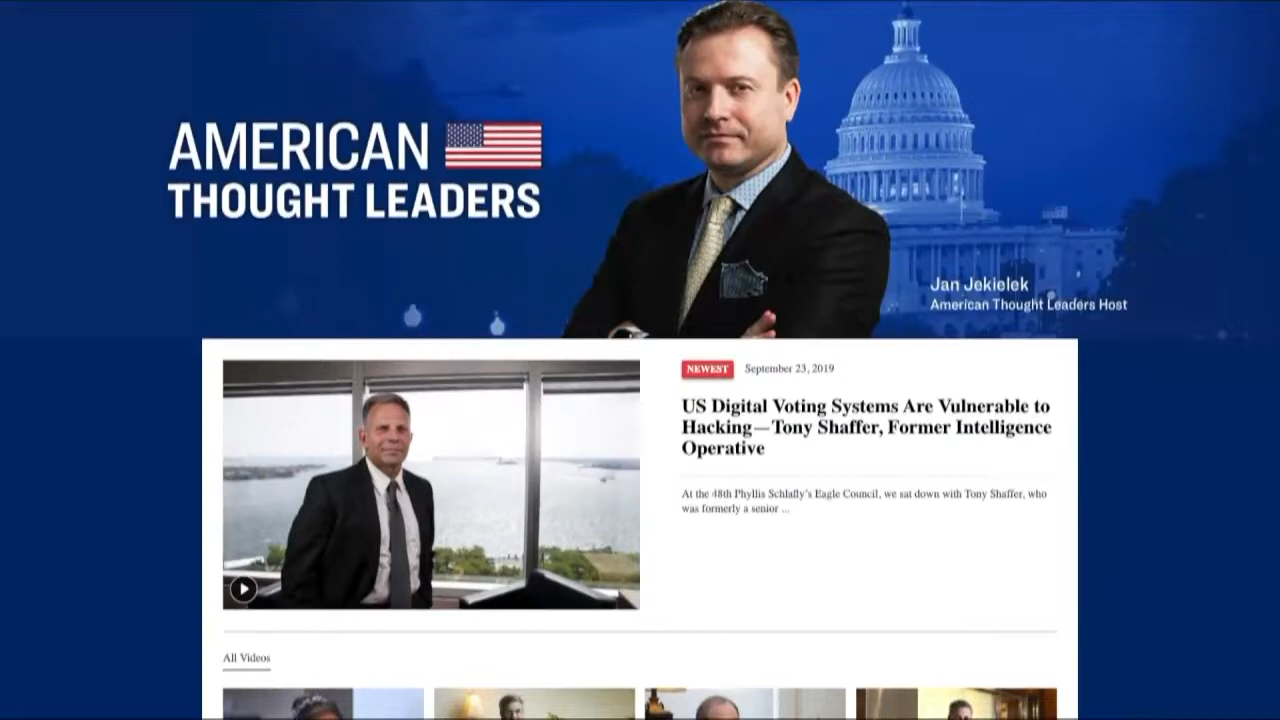 AMERICAN
THOUGHT LEADERS
Jan Jekielek
American Thought Leaders Host
NEWEST September 23, 2019
US Digital Voting Systems Are Vulnerable to
Hacking—Tony Shaffer, Former Intelligence
Operative
At the 48th Phyllis Schlafly's Eagle Council, we sat down with Tony Shaffer, who
was formerly a senior ...
All Videos